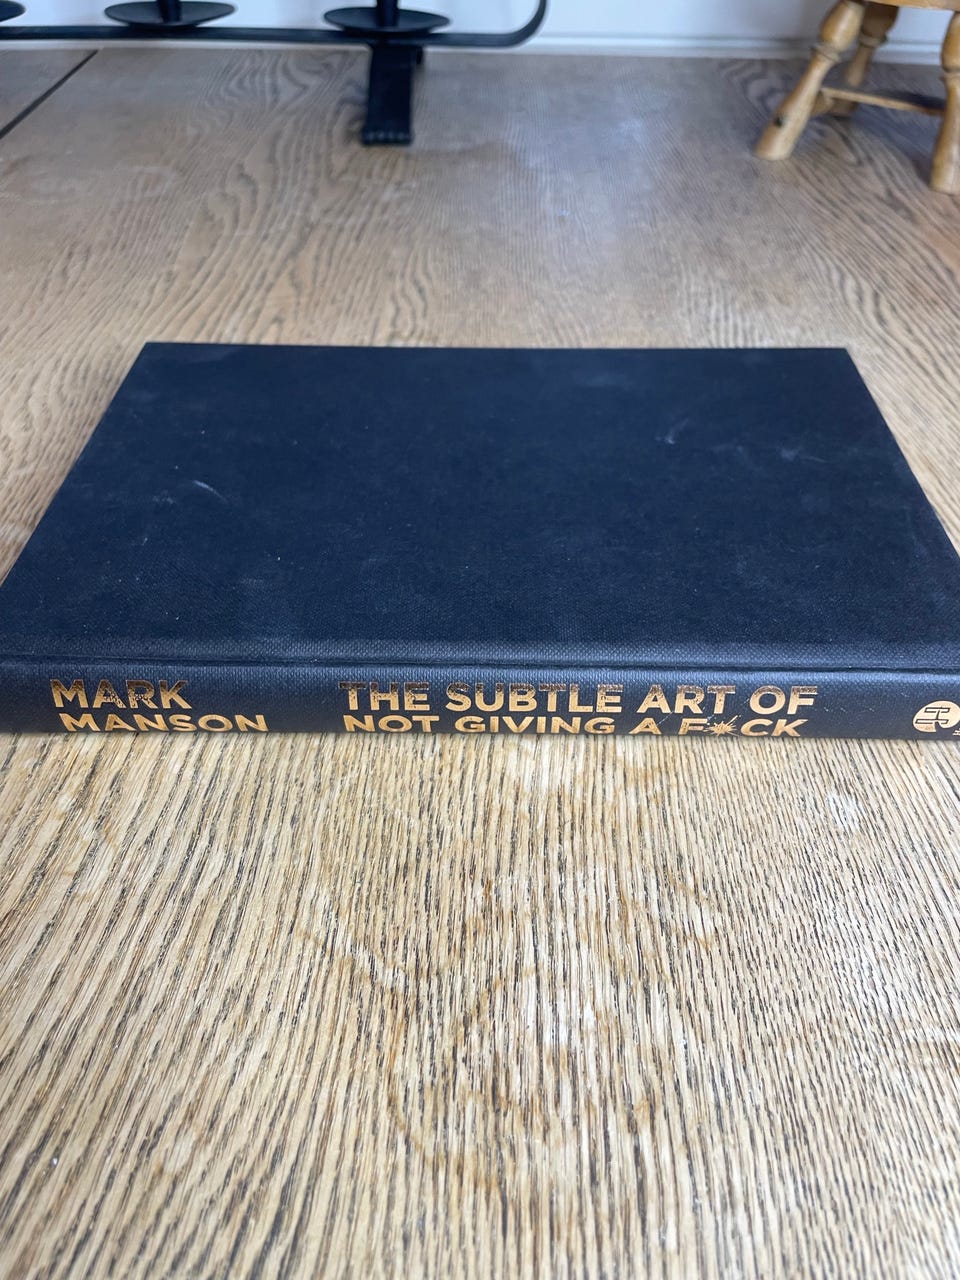 MARK
MANSON
THE SUBTLE ART OF
NOT GIVING A F*CK